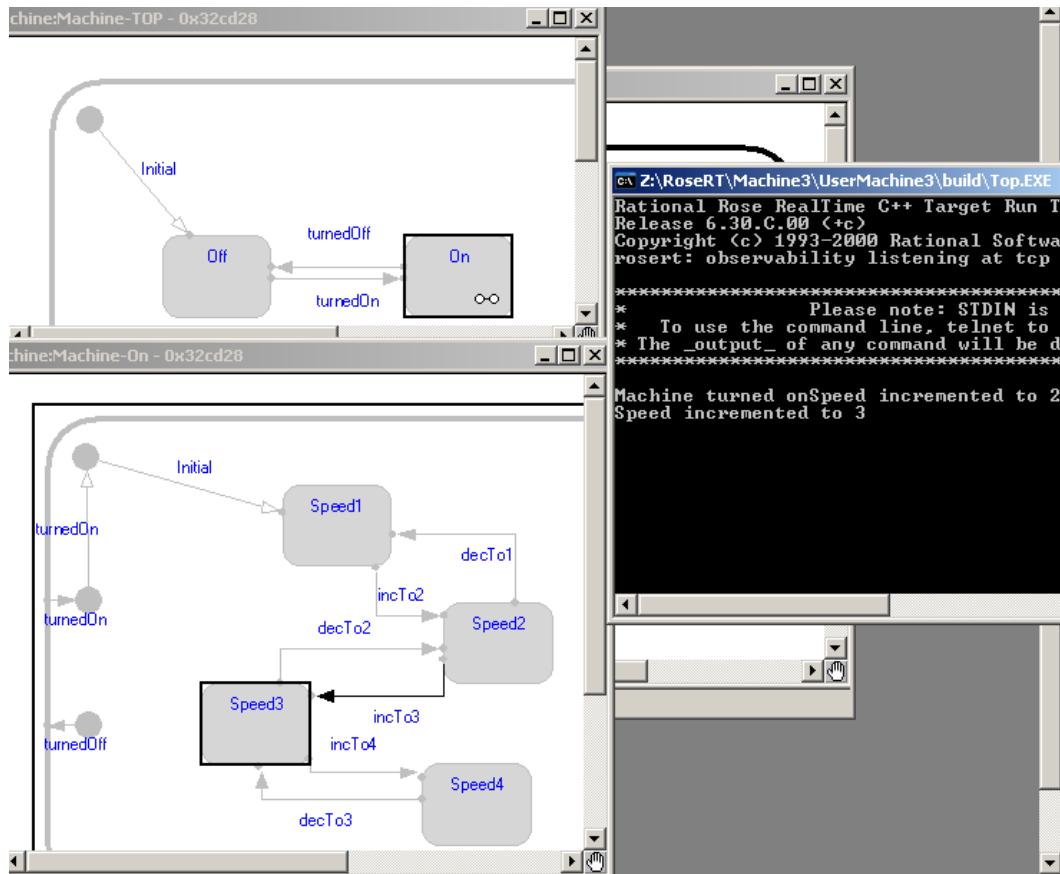 chine:Machine-TOP - 0x32cd28
Initial
turnedOff
Off
On
turnedOn
chine:Machine-On - 0x32cd28
Initial
Speed1
turnedOn
decTo1
incTo2
turnedOn
decTo2
Speed2
Speed3
incTo3
turnedOff
incTo4
Speed4
decTo3
Z:\RoseRT\Machine3\UserMachine3\build\Top.EXE
Rational Rose RealTime C++ Target Run T
Release 6.30.C.00 (+c)
Copyright (c) 1993-2000 Rational Softwa
rosert: observability listening at tcp
***************************************
* Please note: STDIN is
* To use the command line, telnet to
* The _output_ of any command will be d
***************************************
Machine turned onSpeed incremented to 2
Speed incremented to 3